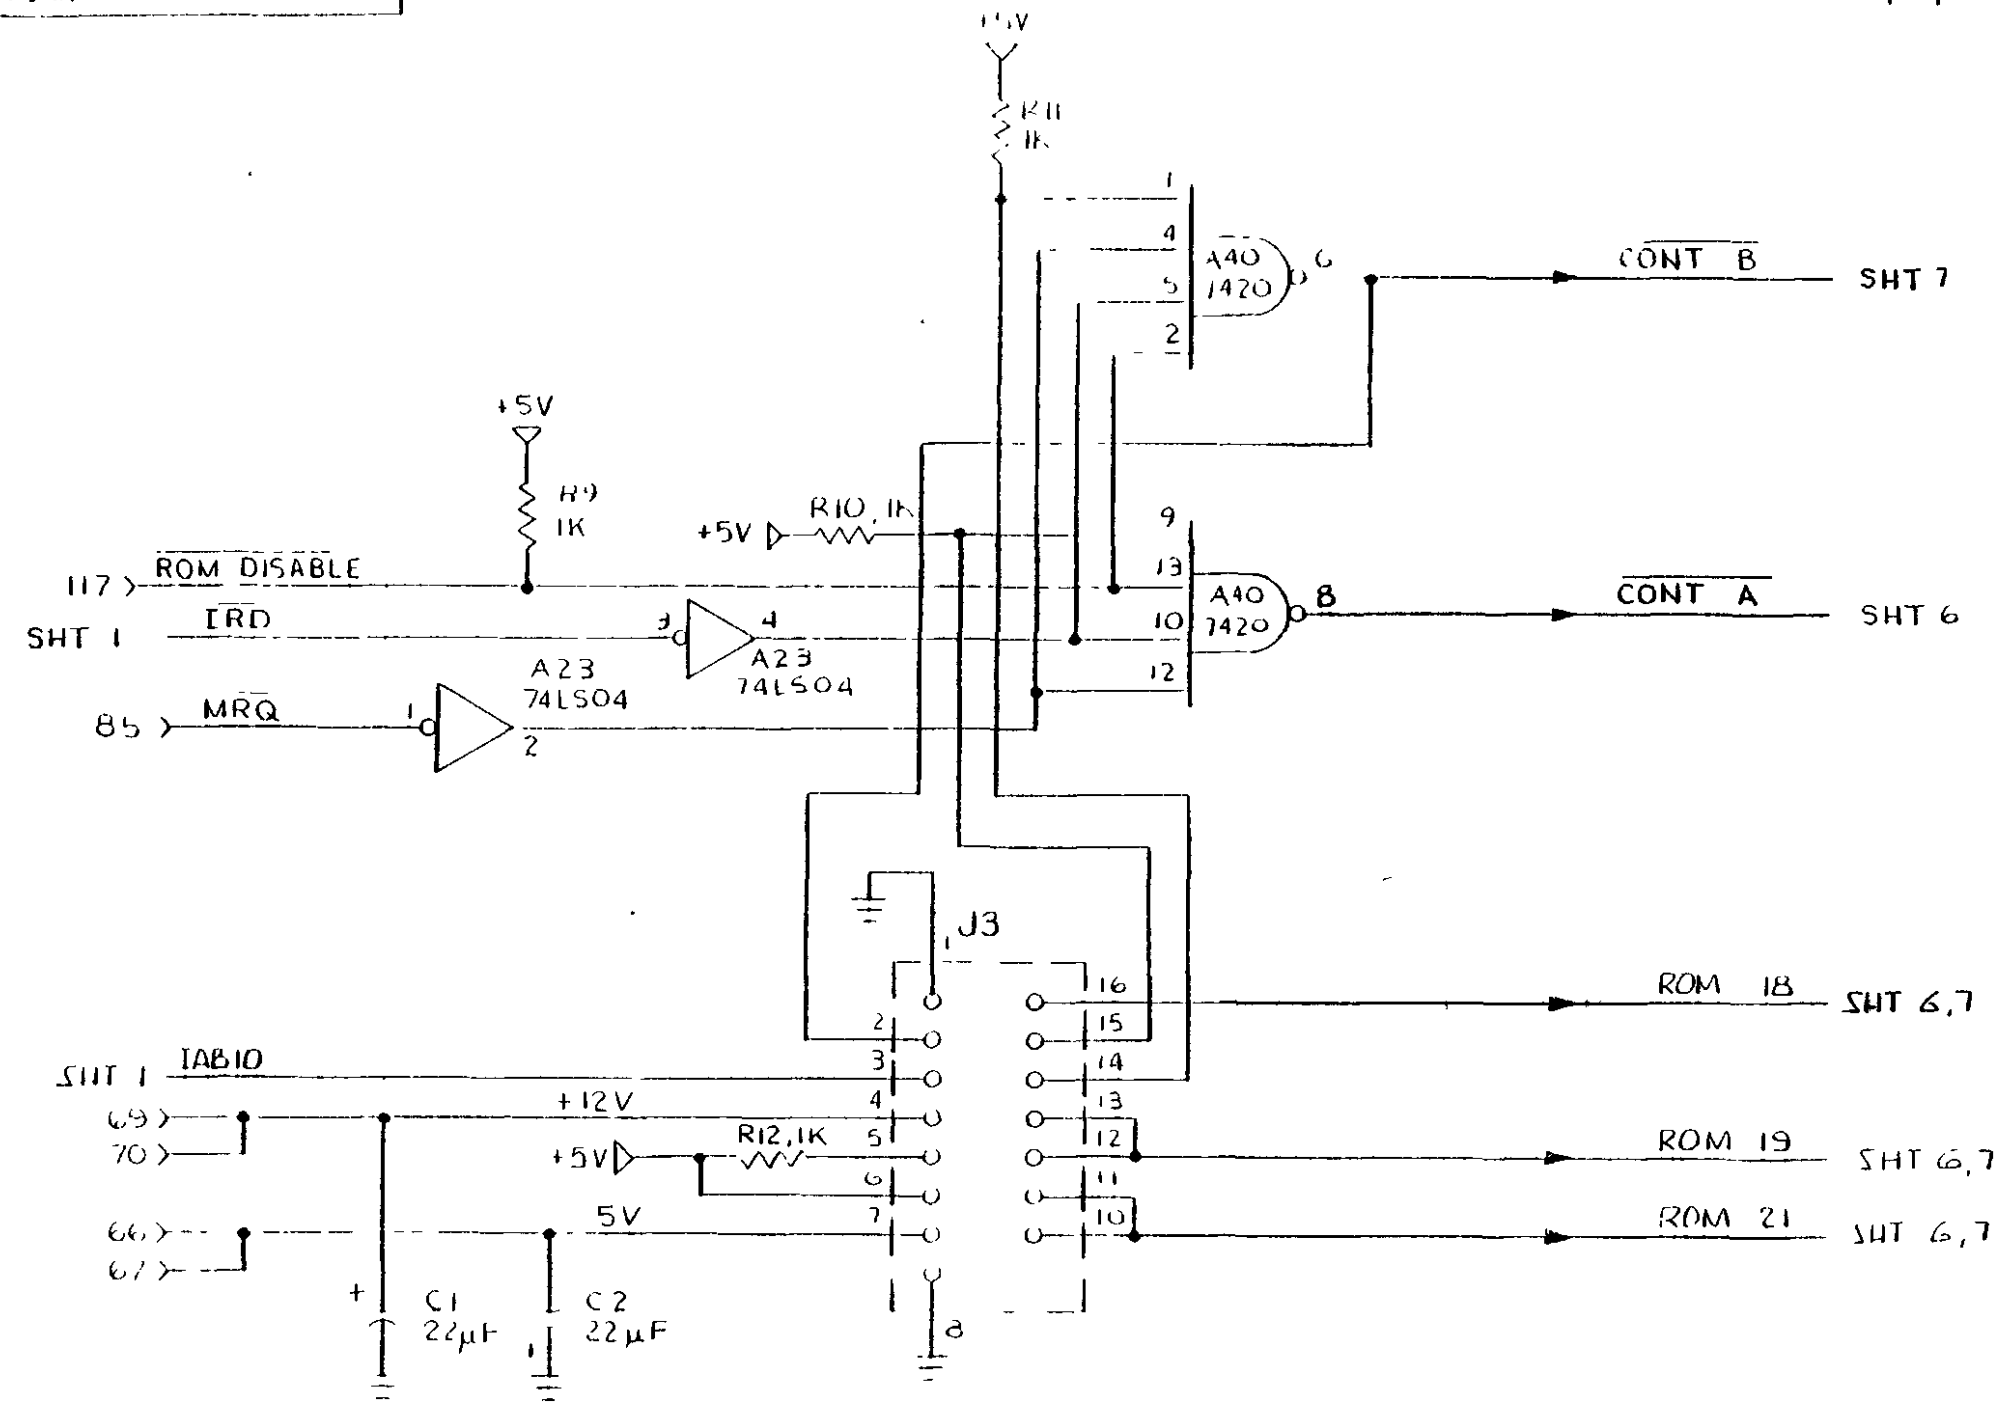 R11
1K
1
4
A40
6
CONT B
SHT 7
5
2
+5V
R9
1K
R10, 1K
+5V
9
117
ROM DISABLE
13
A40
7420
8
CONT A
SHT 6
SHT 1
IRD
3
4
10
A23
74LS04
A23
74LS04
12
85
MRQ
1
2
J3
1
16
ROM 18
SHT 6,7
2
15
SHT 1
IAB10
3
14
69
+12V
4
13
70
+5V
R12, 1K
5
12
ROM 19
SHT 6,7
6
11
66
5V
7
10
ROM 21
SHT 6,7
67
+
C1
22µF
C2
22µF
8